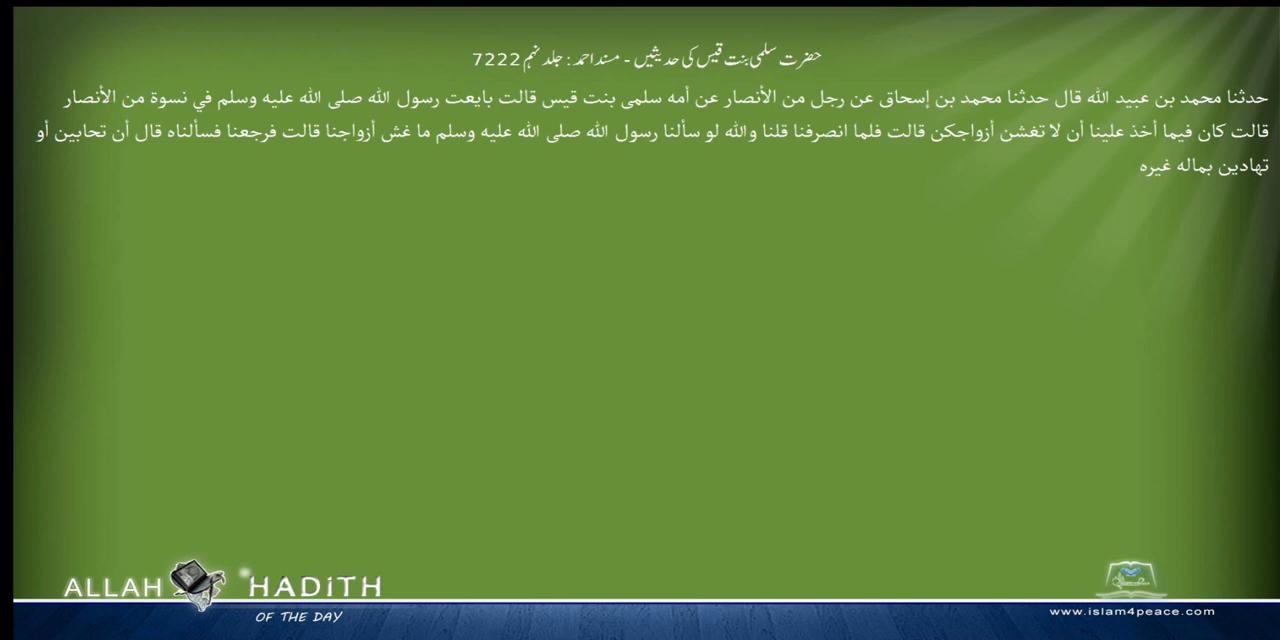 حضرت سلمی بنت قیس کی حدیثیں - مسند احمد : جلد نہم 7222
حدثنا محمد بن عبيد الله قال حدثنا محمد بن إسحاق عن رجل من الأنصار عن أمه سلمى بنت قيس قالت بايعت رسول الله صلى الله عليه وسلم في نسوة من الأنصار
قالت كان فيما أخذ علينا أن لا تغشن أزواجكن قالت فلما انصرفنا قلنا والله لو سألنا رسول الله صلى الله عليه وسلم ما غش أزواجنا قالت فرجعنا فسألناه قال أن تحابين أو
تهادين بماله غيره
ALLAH HADITH
OF THE DAY
www.islam4peace.com